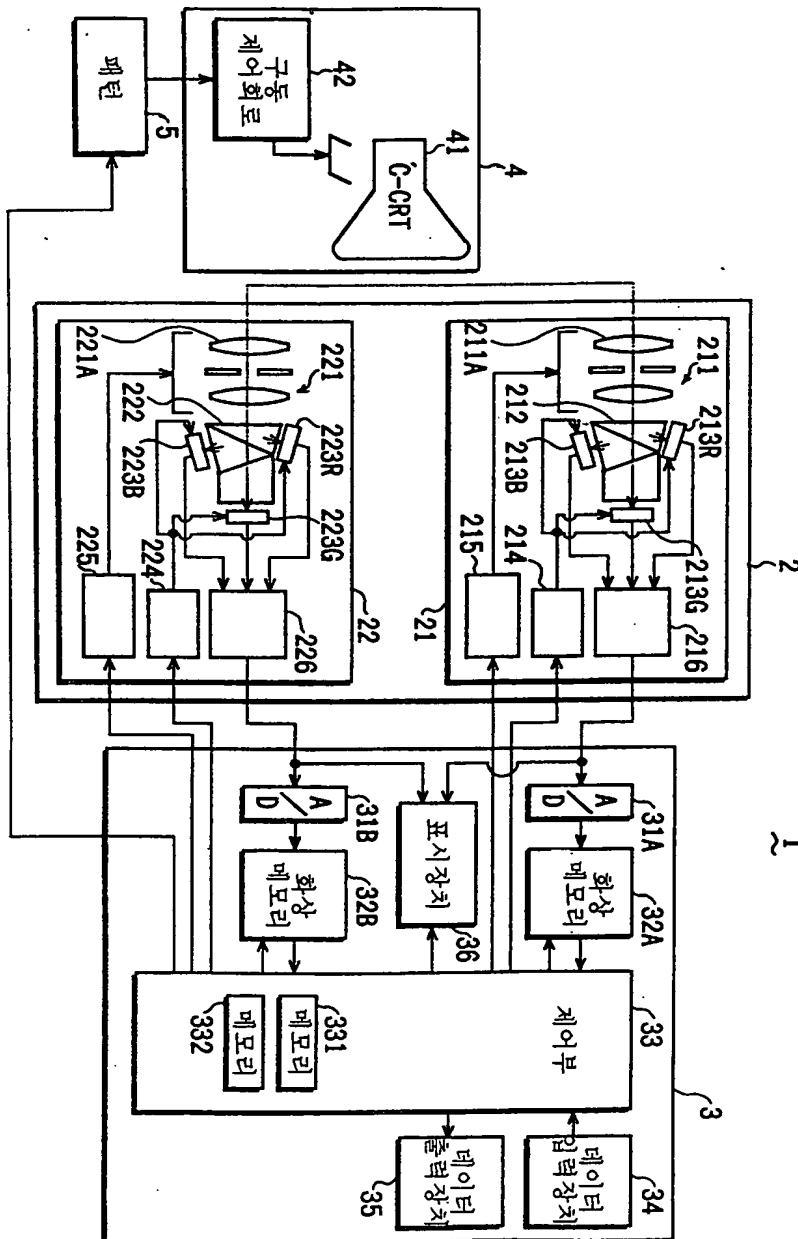 1
4
41
C-CRT
42
구동
제어회로
패턴
5
2
21
211
211A
212
213R
213G
213B
214
215
216
22
221
221A
222
223R
223G
223B
224
225
226
3
31A
A/D
32A
화상
메모리
31B
A/D
32B
화상
메모리
표시장치
36
33
제어부
331
메모리
332
메모리
34
데이터
입력장치
35
데이터
출력장치